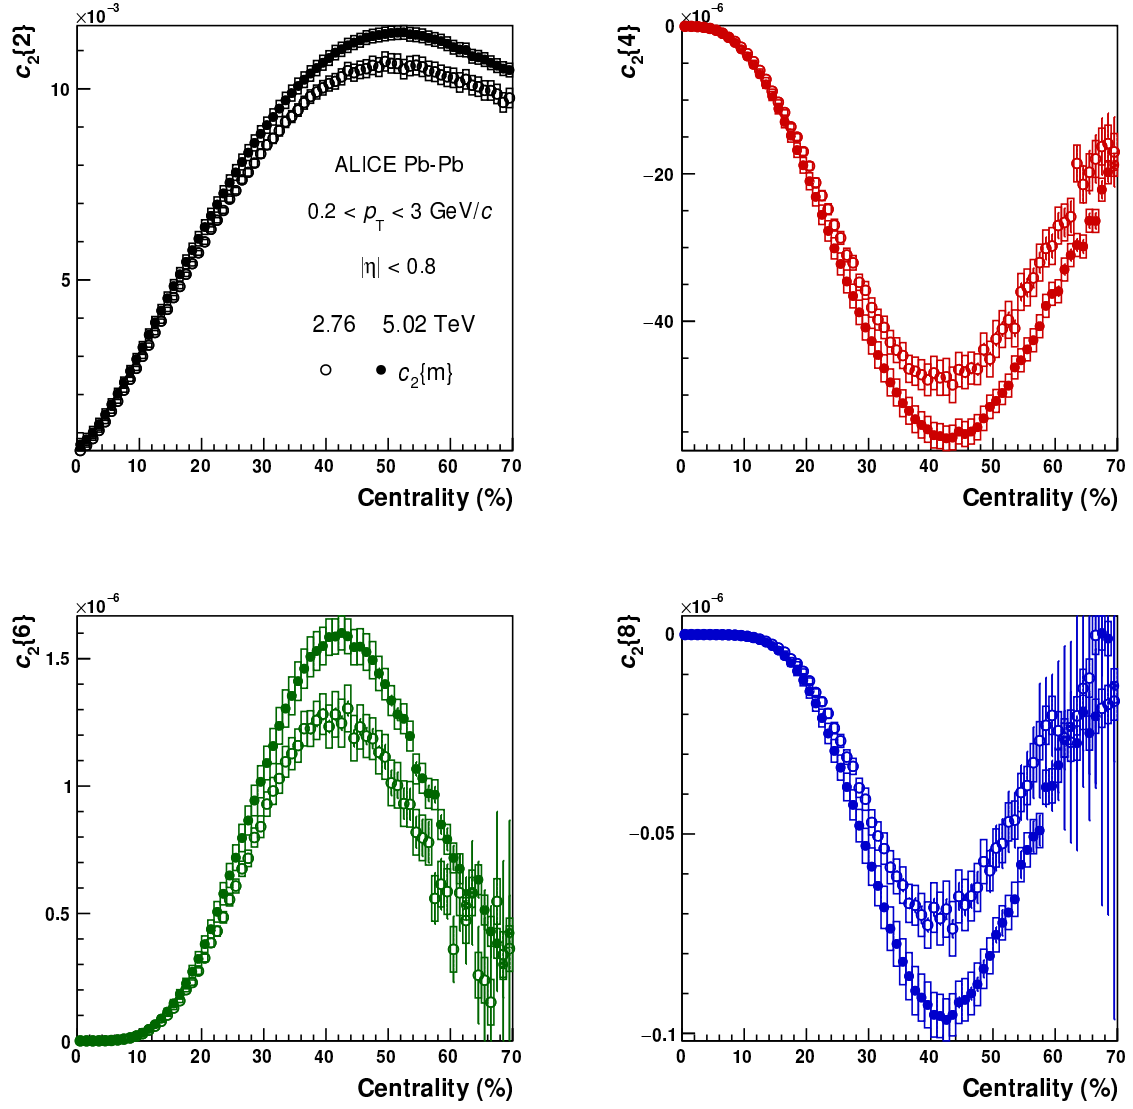 ×10⁻³
c₂{2}
10
5
ALICE Pb-Pb
0.2 < p_T < 3 GeV/c
|η| < 0.8
2.76 5.02 TeV
c₂{m}
0 10 20 30 40 50 60 70
Centrality (%)
×10⁻⁶
c₂{4}
0
−20
−40
0 10 20 30 40 50 60 70
Centrality (%)
×10⁻⁶
c₂{6}
1.5
1
0.5
0
0 10 20 30 40 50 60 70
Centrality (%)
×10⁻⁶
c₂{8}
0
−0.05
−0.1
0 10 20 30 40 50 60 70
Centrality (%)